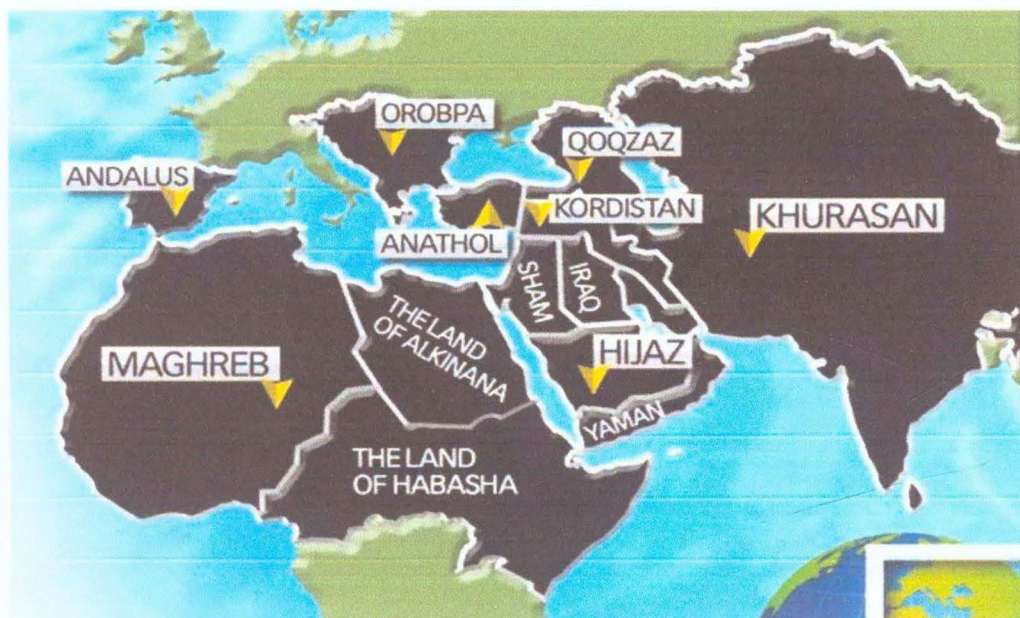 OROBPA
QOQZAZ
ANDALUS
KORDISTAN
KHURASAN
ANATHOL
SHAM
IRAQ
THE LAND
OF ALKINANA
HIJAZ
MAGHREB
YAMAN
THE LAND
OF HABASHA